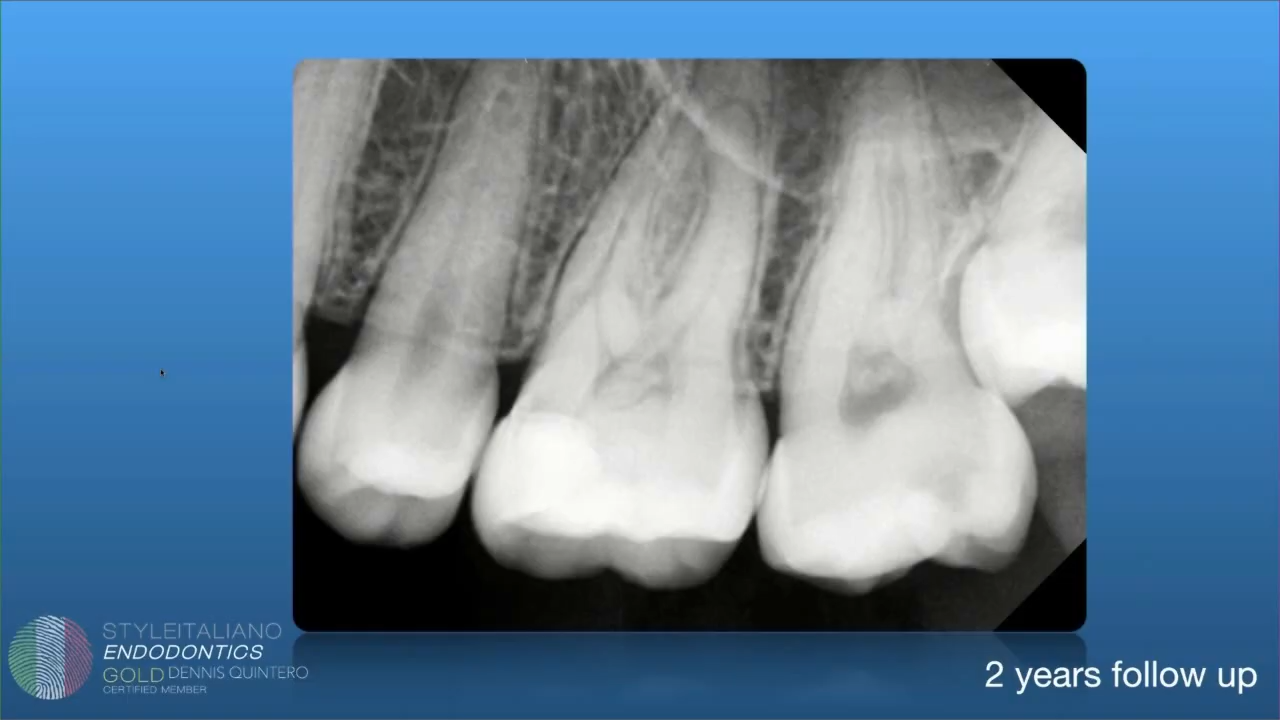 STYLEITALIANO
ENDODONTICS
GOLD DENNIS QUINTERO
CERTIFIED MEMBER
2 years follow up